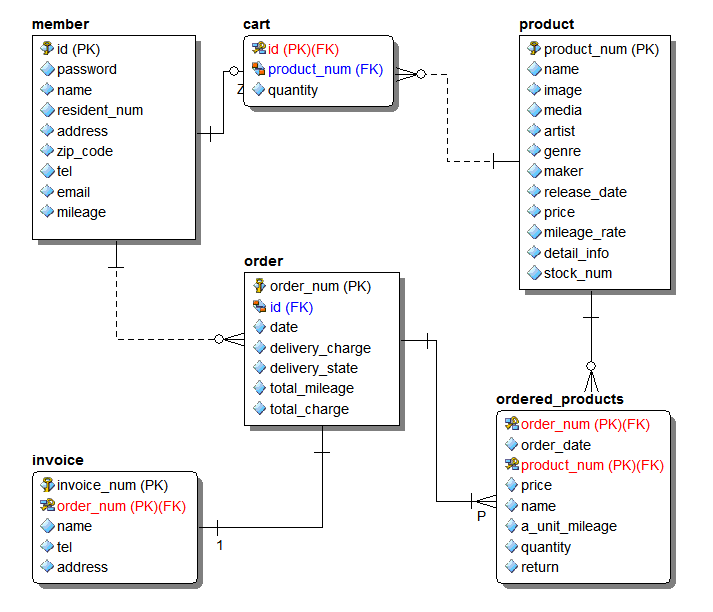 member
id (PK)
password
name
resident_num
address
zip_code
tel
email
mileage
cart
id (PK)(FK)
product_num (FK)
quantity
Z
product
product_num (PK)
name
image
media
artist
genre
maker
release_date
price
mileage_rate
detail_info
stock_num
order
order_num (PK)
id (FK)
date
delivery_charge
delivery_state
total_mileage
total_charge
invoice
invoice_num (PK)
order_num (PK)(FK)
name
tel
address
1
ordered_products
order_num (PK)(FK)
order_date
product_num (PK)(FK)
price
name
a_unit_mileage
quantity
return
P